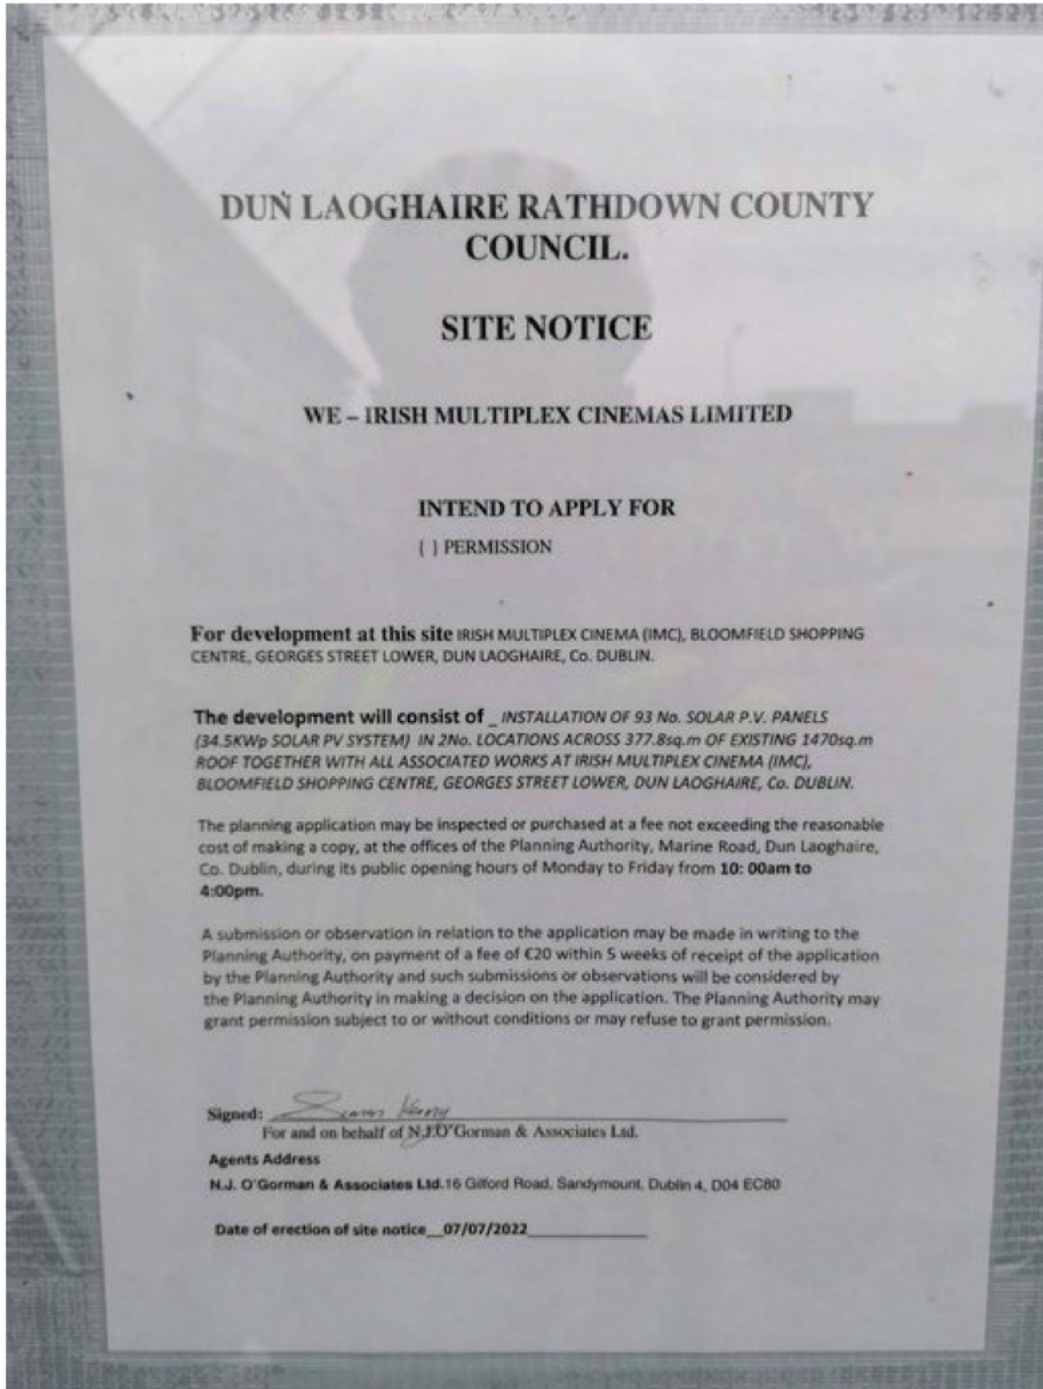 DUN LAOGHAIRE RATHDOWN COUNTY
COUNCIL.
SITE NOTICE
WE – IRISH MULTIPLEX CINEMAS LIMITED
INTEND TO APPLY FOR
( ) PERMISSION
For development at this site IRISH MULTIPLEX CINEMA (IMC), BLOOMFIELD SHOPPING
CENTRE, GEORGES STREET LOWER, DUN LAOGHAIRE, Co. DUBLIN.
The development will consist of _ INSTALLATION OF 93 No. SOLAR P.V. PANELS
(34.5KWp SOLAR PV SYSTEM) IN 2No. LOCATIONS ACROSS 377.8sq.m OF EXISTING 1470sq.m
ROOF TOGETHER WITH ALL ASSOCIATED WORKS AT IRISH MULTIPLEX CINEMA (IMC),
BLOOMFIELD SHOPPING CENTRE, GEORGES STREET LOWER, DUN LAOGHAIRE, Co. DUBLIN.
The planning application may be inspected or purchased at a fee not exceeding the reasonable
cost of making a copy, at the offices of the Planning Authority, Marine Road, Dun Laoghaire,
Co. Dublin, during its public opening hours of Monday to Friday from 10: 00am to
4:00pm.
A submission or observation in relation to the application may be made in writing to the
Planning Authority, on payment of a fee of €20 within 5 weeks of receipt of the application
by the Planning Authority and such submissions or observations will be considered by
the Planning Authority in making a decision on the application. The Planning Authority may
grant permission subject to or without conditions or may refuse to grant permission.
Signed:
For and on behalf of N.J.O'Gorman & Associates Ltd.
Agents Address
N.J. O'Gorman & Associates Ltd.16 Gilford Road, Sandymount, Dublin 4, D04 EC80
Date of erection of site notice__07/07/2022__________